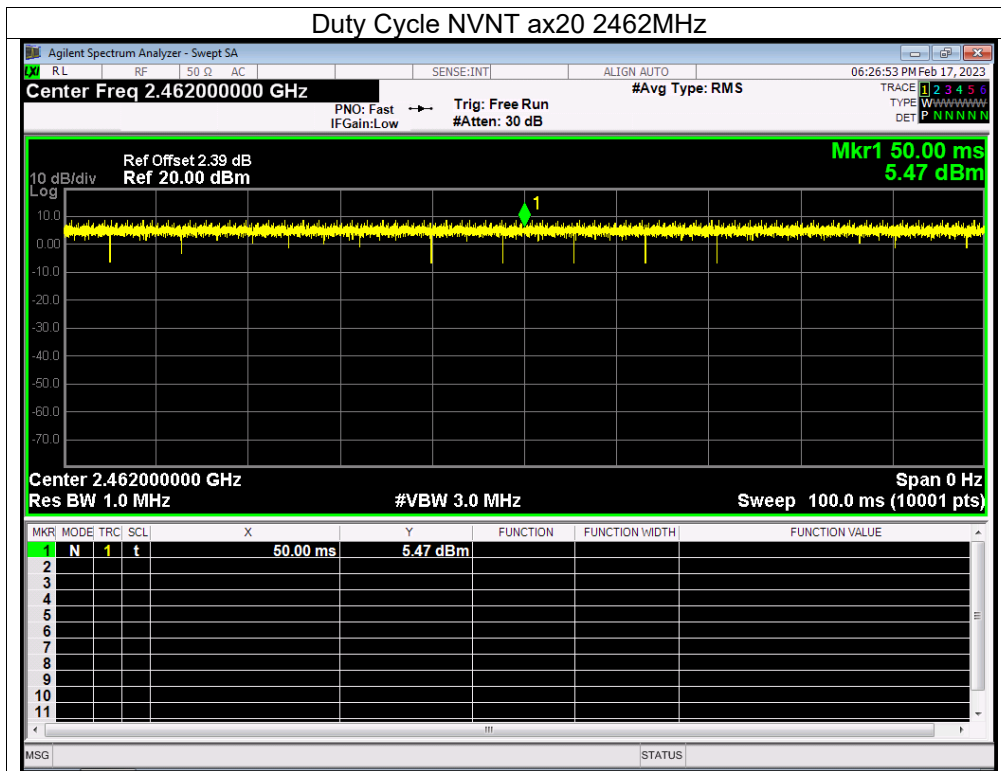 Duty Cycle NVNT ax20 2462MHz
Agilent Spectrum Analyzer - Swept SA
LXI RL RF 50 Ω AC SENSE:INT ALIGN AUTO 06:26:53 PM Feb 17, 2023
Center Freq 2.462000000 GHz #Avg Type: RMS TRACE 1 2 3 4 5 6
PNO: Fast Trig: Free Run TYPE WWWWWW
IFGain:Low #Atten: 30 dB DET P N N N N N
Mkr1 50.00 ms
Ref Offset 2.39 dB
5.47 dBm
10 dB/div Ref 20.00 dBm
Log
1
10.0
0.00
-10.0
-20.0
-30.0
-40.0
-50.0
-60.0
-70.0
Center 2.462000000 GHz Span 0 Hz
Res BW 1.0 MHz #VBW 3.0 MHz Sweep 100.0 ms (10001 pts)
MKR MODE TRC SCL X Y FUNCTION FUNCTION WIDTH FUNCTION VALUE
1 N 1 t 50.00 ms 5.47 dBm
2
3
4
5
6
7
8
9
10
11
MSG STATUS